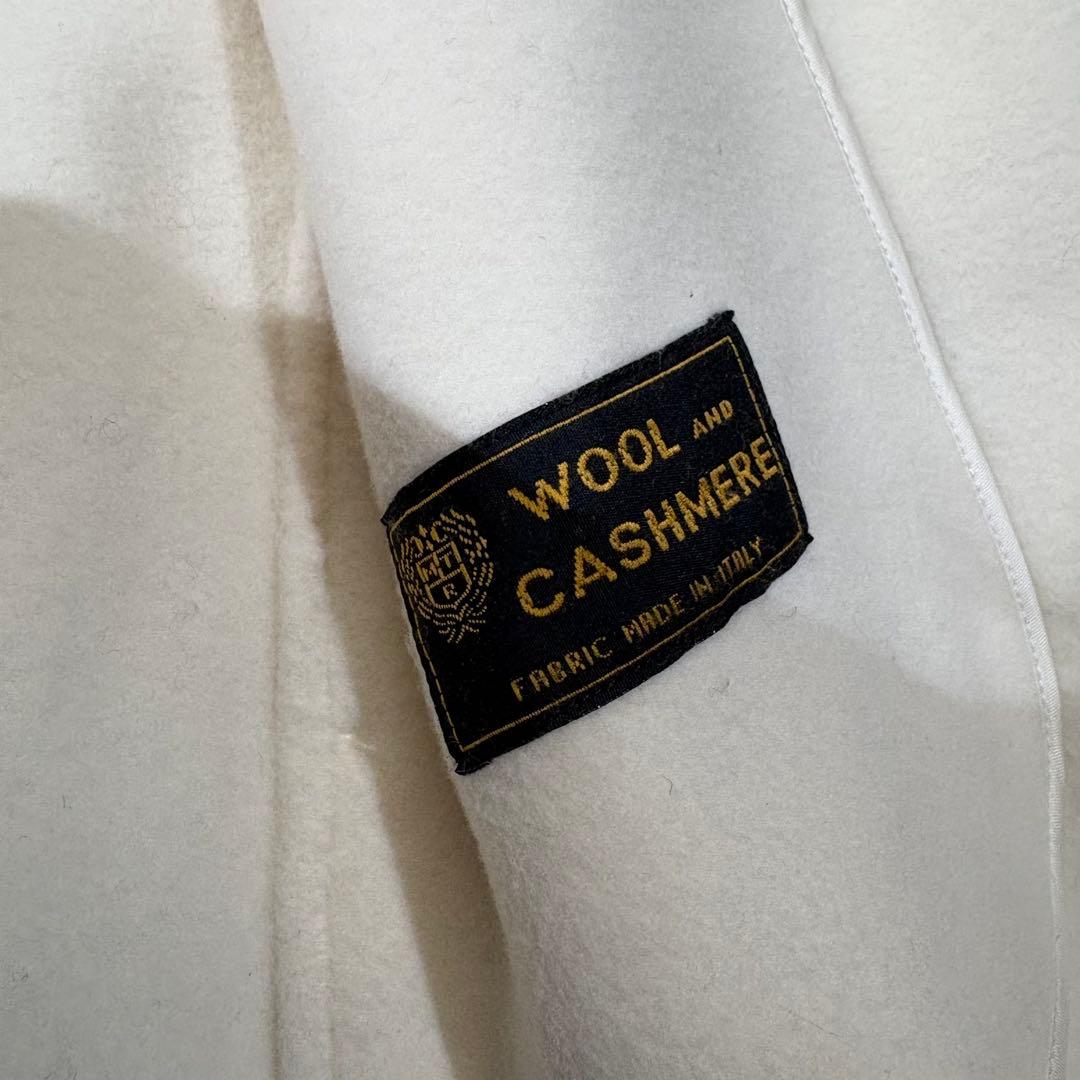 WOOL AND
CASHMERE
FABRIC MADE IN ITALY
M T
R